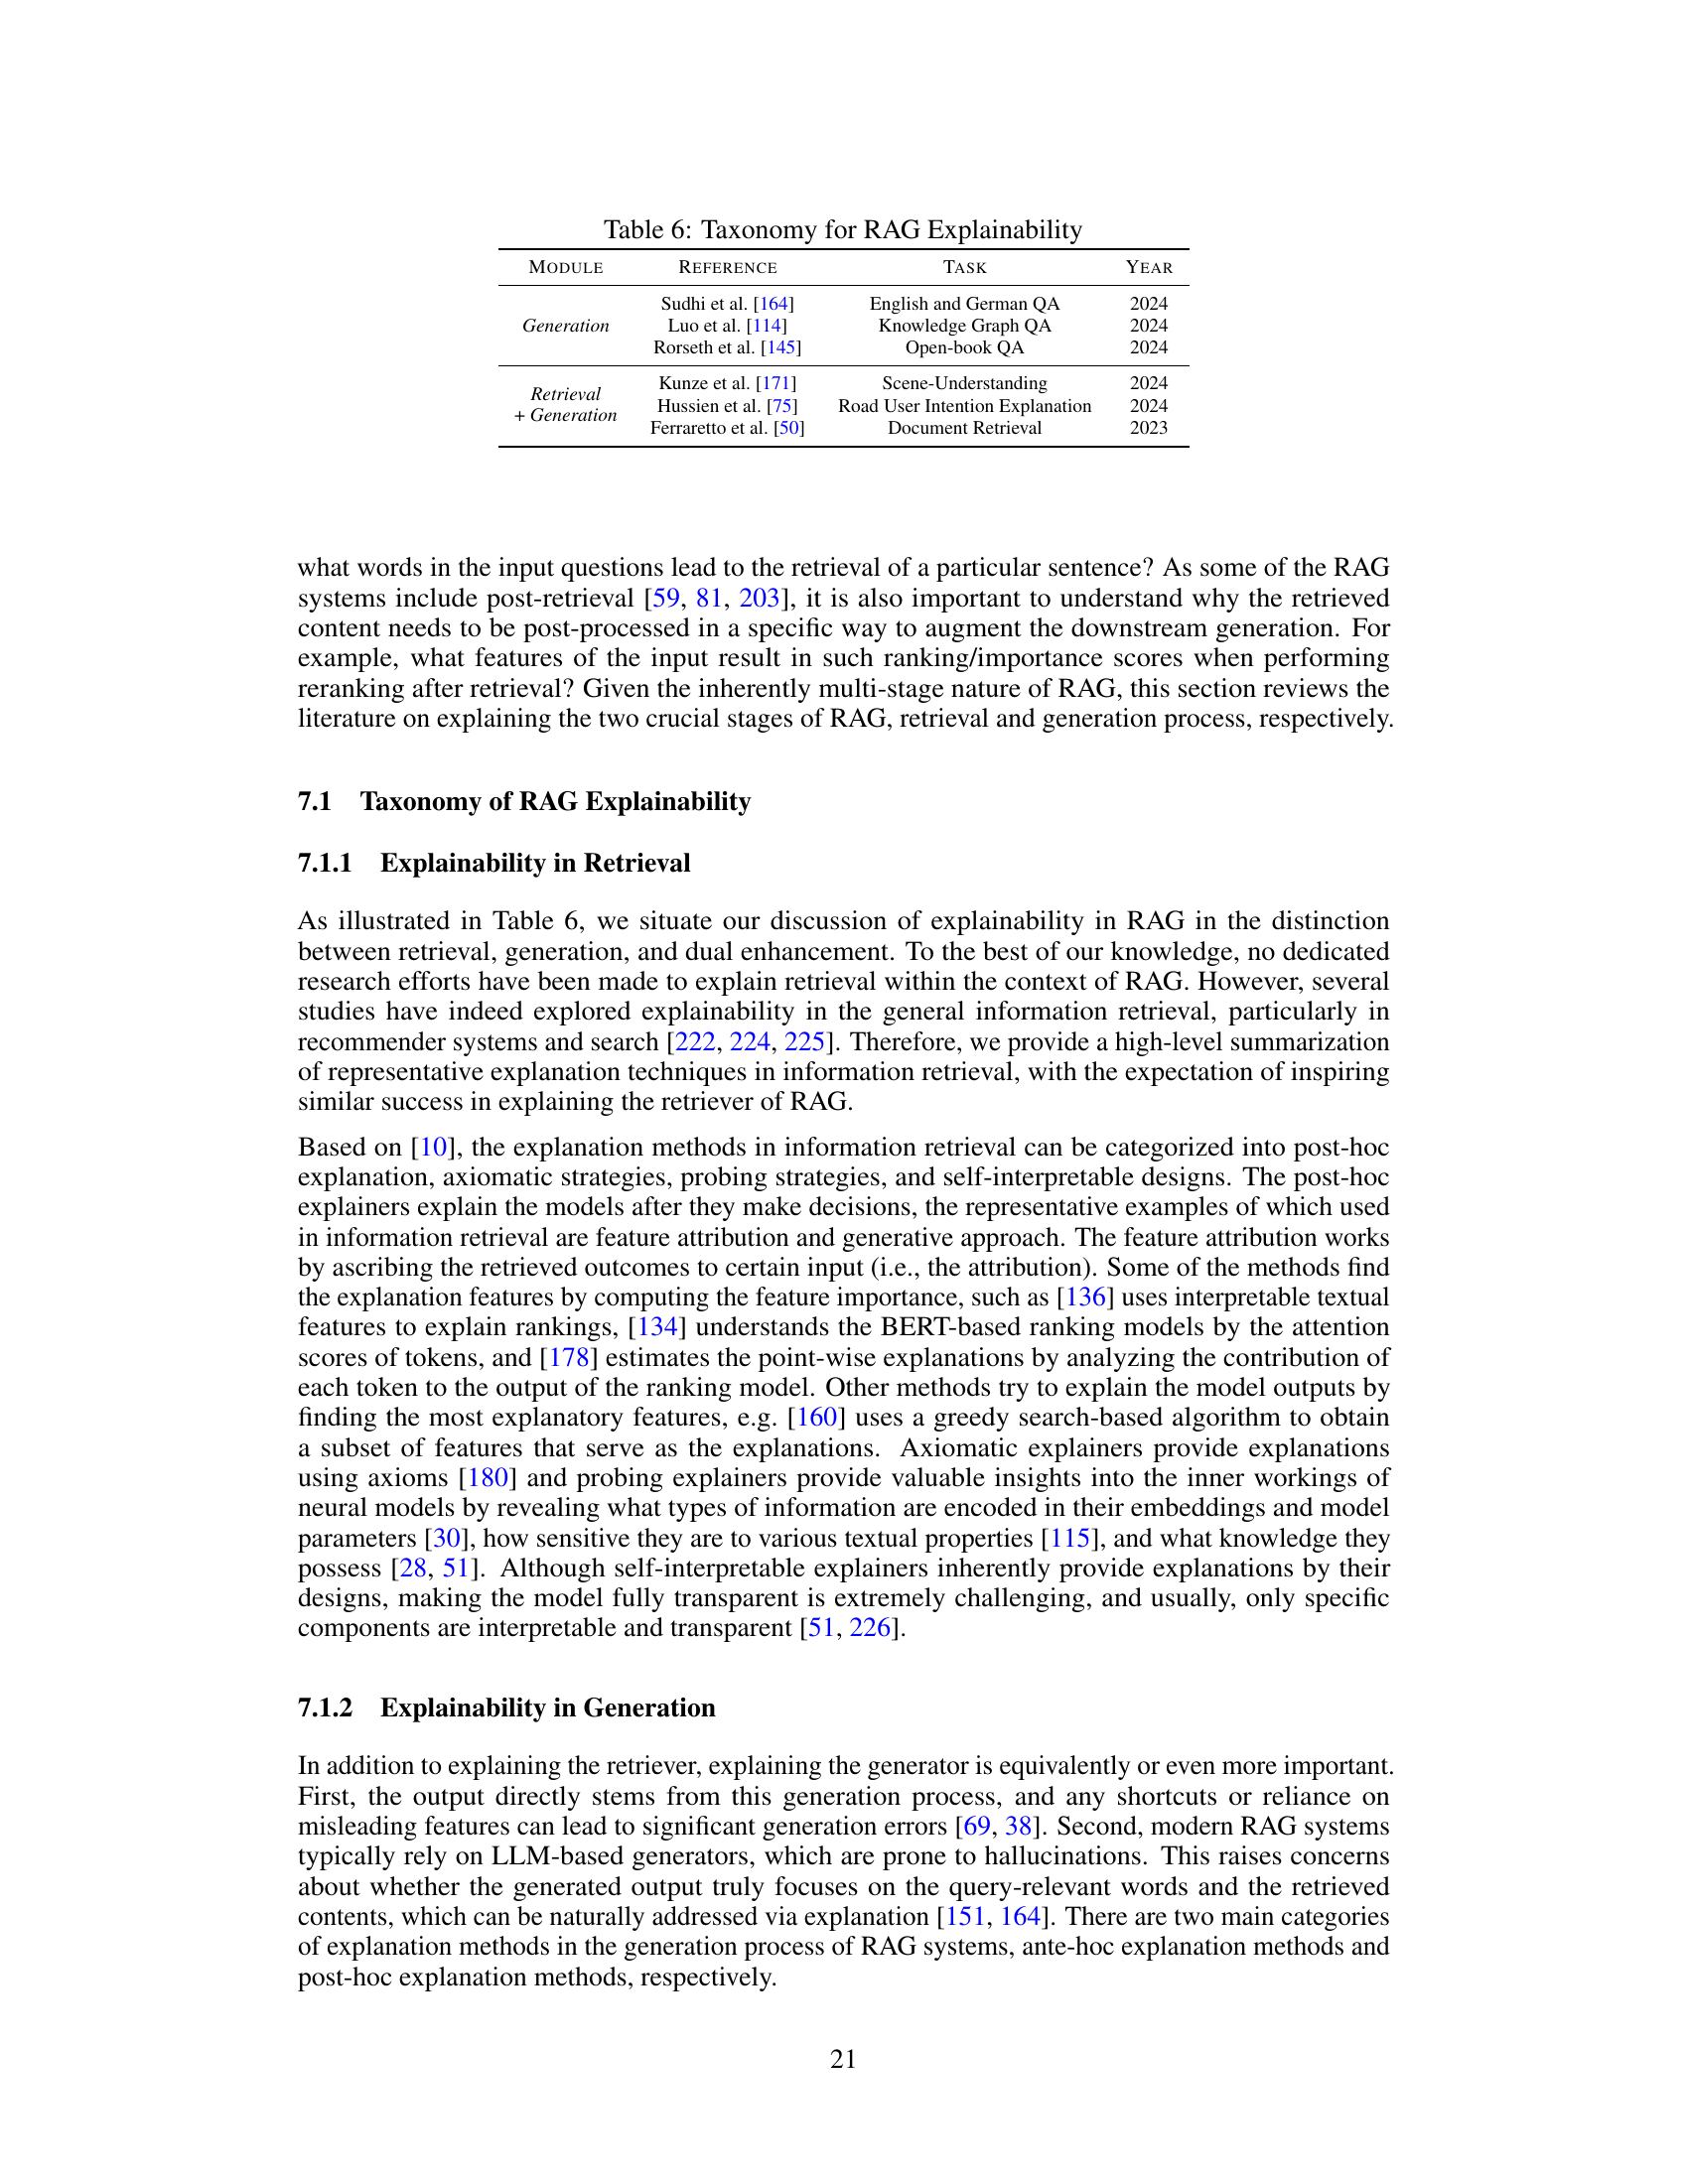 Table 6: Taxonomy for RAG Explainability
MODULE REFERENCE TASK YEAR
Generation
Sudhi et al. [164] English and German QA 2024
Luo et al. [114] Knowledge Graph QA 2024
Rorseth et al. [145] Open-book QA 2024
Retrieval
+ Generation
Kunze et al. [171] Scene-Understanding 2024
Hussien et al. [75] Road User Intention Explanation 2024
Ferraretto et al. [50] Document Retrieval 2023
what words in the input questions lead to the retrieval of a particular sentence? As some of the RAG
systems include post-retrieval [59, 81, 203], it is also important to understand why the retrieved
content needs to be post-processed in a specific way to augment the downstream generation. For
example, what features of the input result in such ranking/importance scores when performing
reranking after retrieval? Given the inherently multi-stage nature of RAG, this section reviews the
literature on explaining the two crucial stages of RAG, retrieval and generation process, respectively.
7.1 Taxonomy of RAG Explainability
7.1.1 Explainability in Retrieval
As illustrated in Table 6, we situate our discussion of explainability in RAG in the distinction
between retrieval, generation, and dual enhancement. To the best of our knowledge, no dedicated
research efforts have been made to explain retrieval within the context of RAG. However, several
studies have indeed explored explainability in the general information retrieval, particularly in
recommender systems and search [222, 224, 225]. Therefore, we provide a high-level summarization
of representative explanation techniques in information retrieval, with the expectation of inspiring
similar success in explaining the retriever of RAG.
Based on [10], the explanation methods in information retrieval can be categorized into post-hoc
explanation, axiomatic strategies, probing strategies, and self-interpretable designs. The post-hoc
explainers explain the models after they make decisions, the representative examples of which used
in information retrieval are feature attribution and generative approach. The feature attribution works
by ascribing the retrieved outcomes to certain input (i.e., the attribution). Some of the methods find
the explanation features by computing the feature importance, such as [136] uses interpretable textual
features to explain rankings, [134] understands the BERT-based ranking models by the attention
scores of tokens, and [178] estimates the point-wise explanations by analyzing the contribution of
each token to the output of the ranking model. Other methods try to explain the model outputs by
finding the most explanatory features, e.g. [160] uses a greedy search-based algorithm to obtain
a subset of features that serve as the explanations. Axiomatic explainers provide explanations
using axioms [180] and probing explainers provide valuable insights into the inner workings of
neural models by revealing what types of information are encoded in their embeddings and model
parameters [30], how sensitive they are to various textual properties [115], and what knowledge they
possess [28, 51]. Although self-interpretable explainers inherently provide explanations by their
designs, making the model fully transparent is extremely challenging, and usually, only specific
components are interpretable and transparent [51, 226].
7.1.2 Explainability in Generation
In addition to explaining the retriever, explaining the generator is equivalently or even more important.
First, the output directly stems from this generation process, and any shortcuts or reliance on
misleading features can lead to significant generation errors [69, 38]. Second, modern RAG systems
typically rely on LLM-based generators, which are prone to hallucinations. This raises concerns
about whether the generated output truly focuses on the query-relevant words and the retrieved
contents, which can be naturally addressed via explanation [151, 164]. There are two main categories
of explanation methods in the generation process of RAG systems, ante-hoc explanation methods and
post-hoc explanation methods, respectively.
21